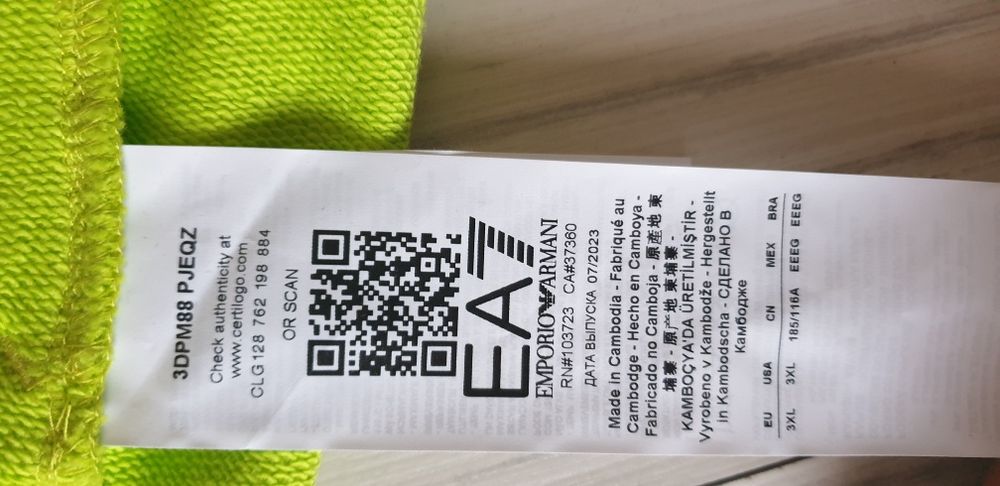 3DPM88 PJEQZ
Check authenticity at
www.certilogo.com
CLG128 762 198 884
OR SCAN
EA7
EMPORIO ARMANI
RN#103723 CA#37360
ДАТА ВЫПУСКА 07/2023
Made in Cambodia - Fabriqué au
Cambodge - Hecho en Camboya -
Fabricado no Camboja - 原產地 柬
埔寨 - 原产地 柬埔寨 -
KAMBOÇYA'DA ÜRETİLMİŞTİR -
Vyrobeno v Kambodže - Hergestellt
in Kambodscha - СДЕЛАНО В
Камбодже
EU USA CN MEX BRA
3XL 3XL 185/116A EEEG EEEG